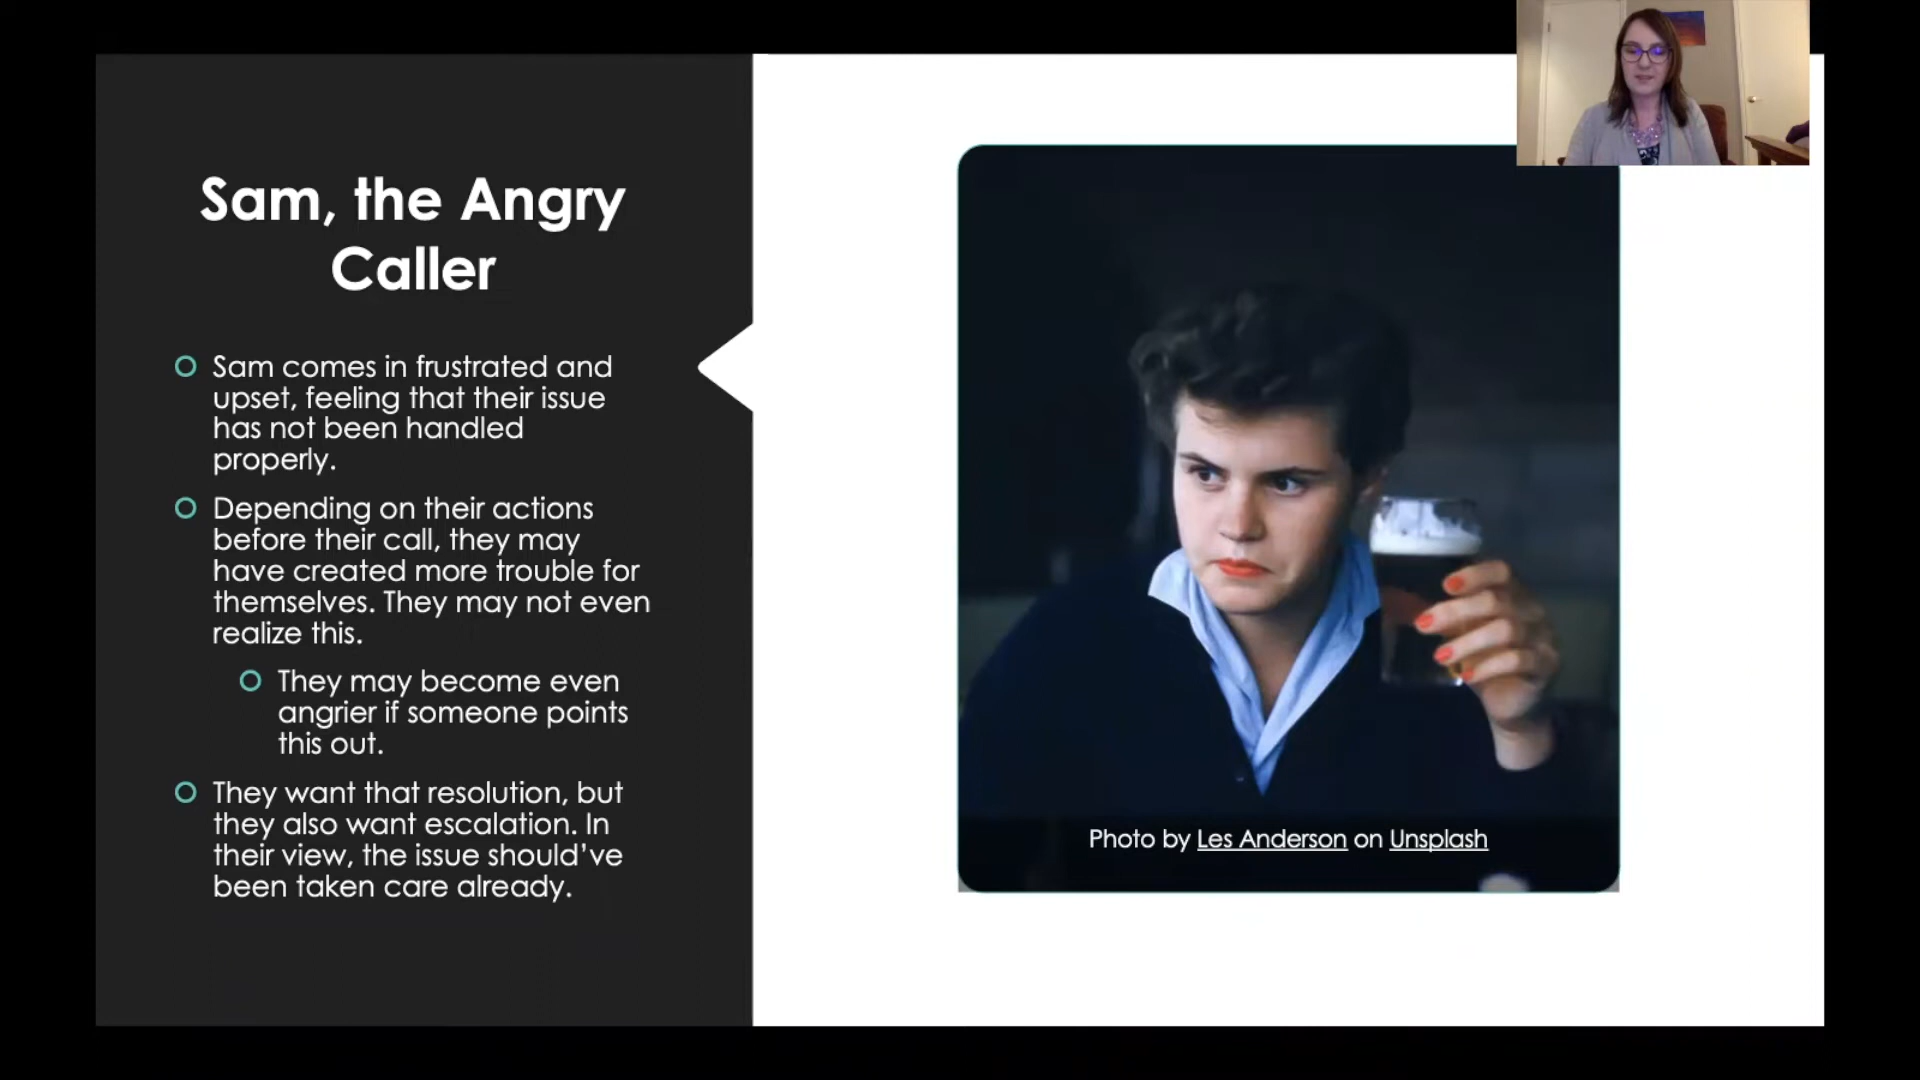 Sam, the Angry
Caller
Sam comes in frustrated and
upset, feeling that their issue
has not been handled
properly.
Depending on their actions
before their call, they may
have created more trouble for
themselves. They may not even
realize this.
They may become even
angrier if someone points
this out.
They want that resolution, but
they also want escalation. In
their view, the issue should've
been taken care already.
Photo by Les Anderson on Unsplash